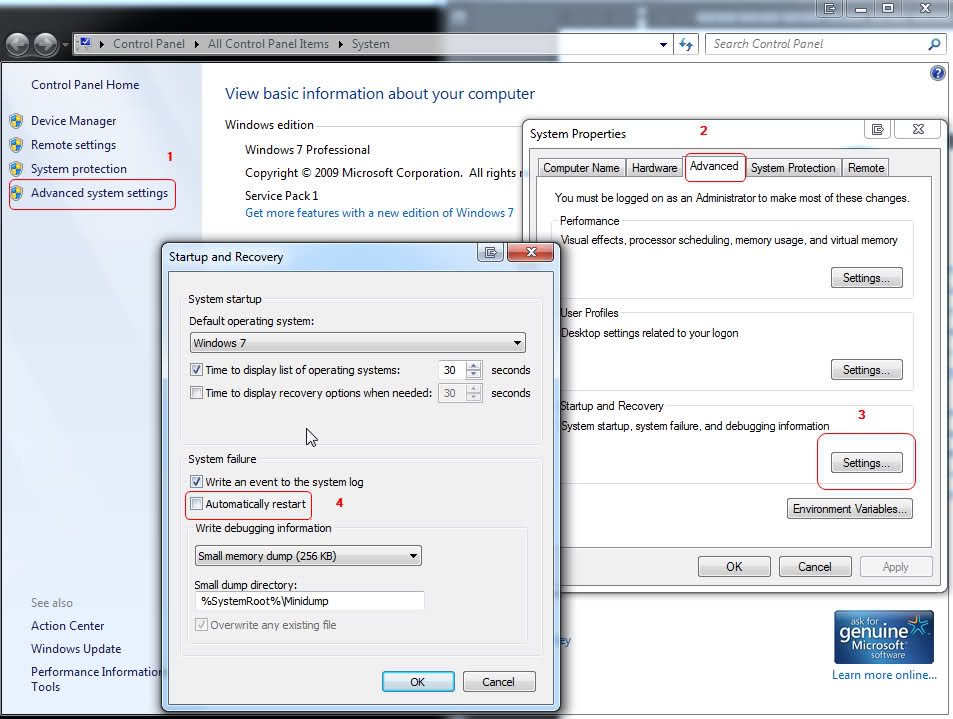 Control Panel
All Control Panel Items
System
Search Control Panel
Control Panel Home
Device Manager
Remote settings
System protection
1
Advanced system settings
See also
Action Center
Windows Update
Performance Information
Tools
View basic information about your computer
Windows edition
Windows 7 Professional
Copyright © 2009 Microsoft Corporation. All rights
Service Pack 1
Get more features with a new edition of Windows 7
System Properties
2
Computer Name
Hardware
Advanced
System Protection
Remote
You must be logged on as an Administrator to make most of these changes.
Performance
Visual effects, processor scheduling, memory usage, and virtual memory
Settings...
User Profiles
Desktop settings related to your logon
Settings...
Startup and Recovery
3
System startup, system failure, and debugging information
Settings...
Environment Variables...
OK
Cancel
Apply
Startup and Recovery
System startup
Default operating system:
Windows 7
Time to display list of operating systems: 30 seconds
Time to display recovery options when needed: 30 seconds
System failure
Write an event to the system log
Automatically restart
4
Write debugging information
Small memory dump (256 KB)
Small dump directory:
%SystemRoot%\Minidump
Overwrite any existing file
OK
Cancel
ey
ask for
genuine
Microsoft
software
Learn more online...